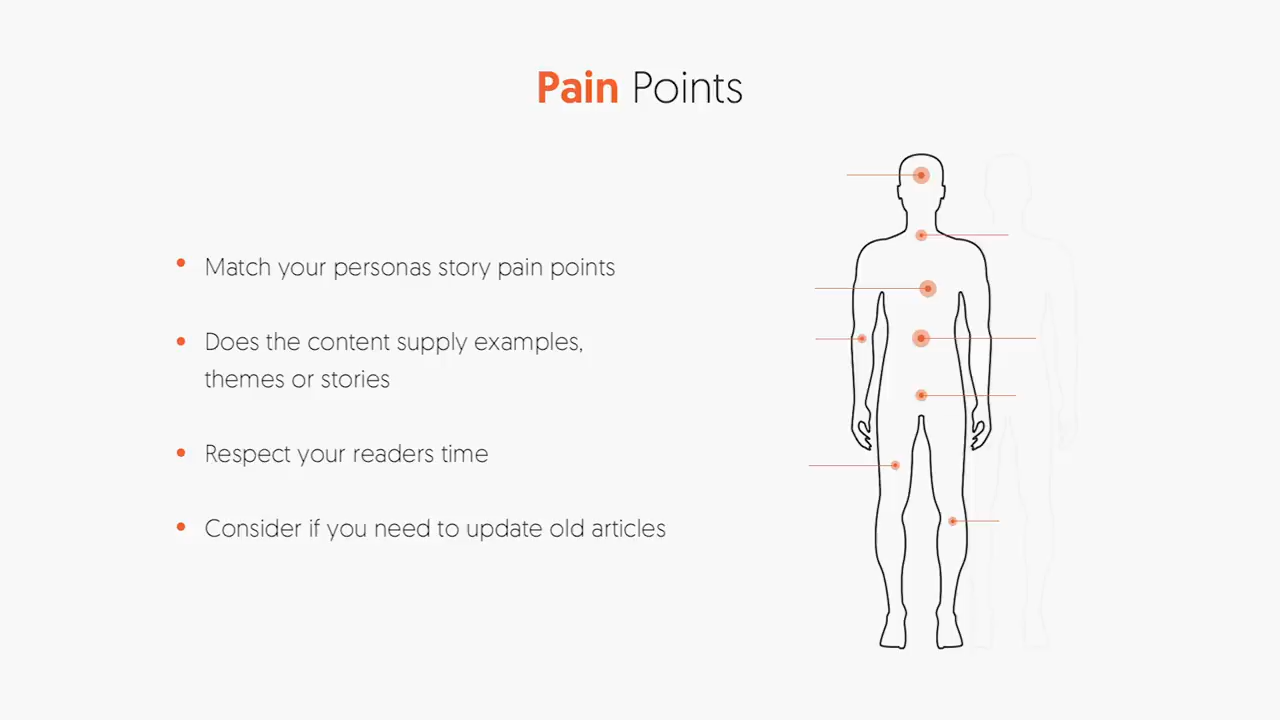 Pain Points
Match your personas story pain points
Does the content supply examples,
themes or stories
Respect your readers time
Consider if you need to update old articles